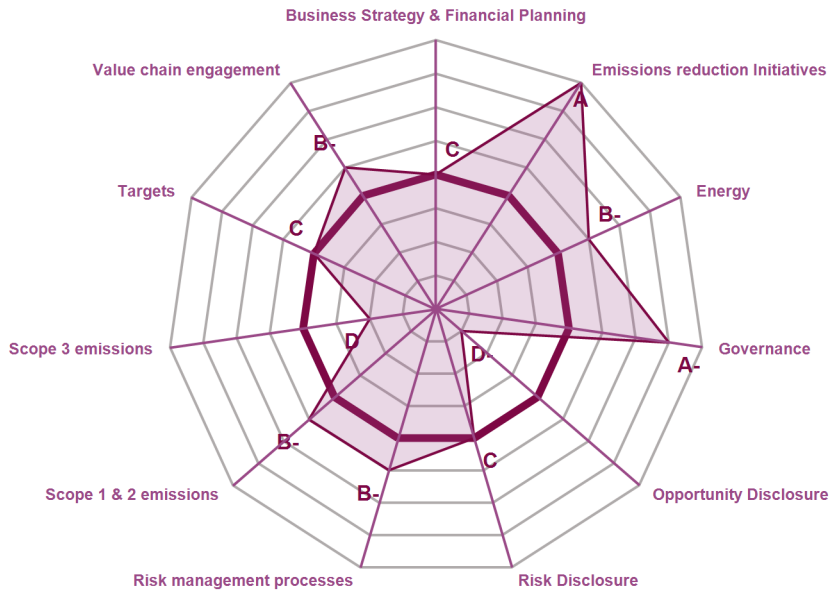 Business Strategy & Financial Planning
Value chain engagement
Emissions reduction Initiatives
A
B-
C
Targets
Energy
B-
C
Scope 3 emissions
D
Governance
D-
A-
B-
C
Scope 1 & 2 emissions
B-
Opportunity Disclosure
Risk management processes
Risk Disclosure